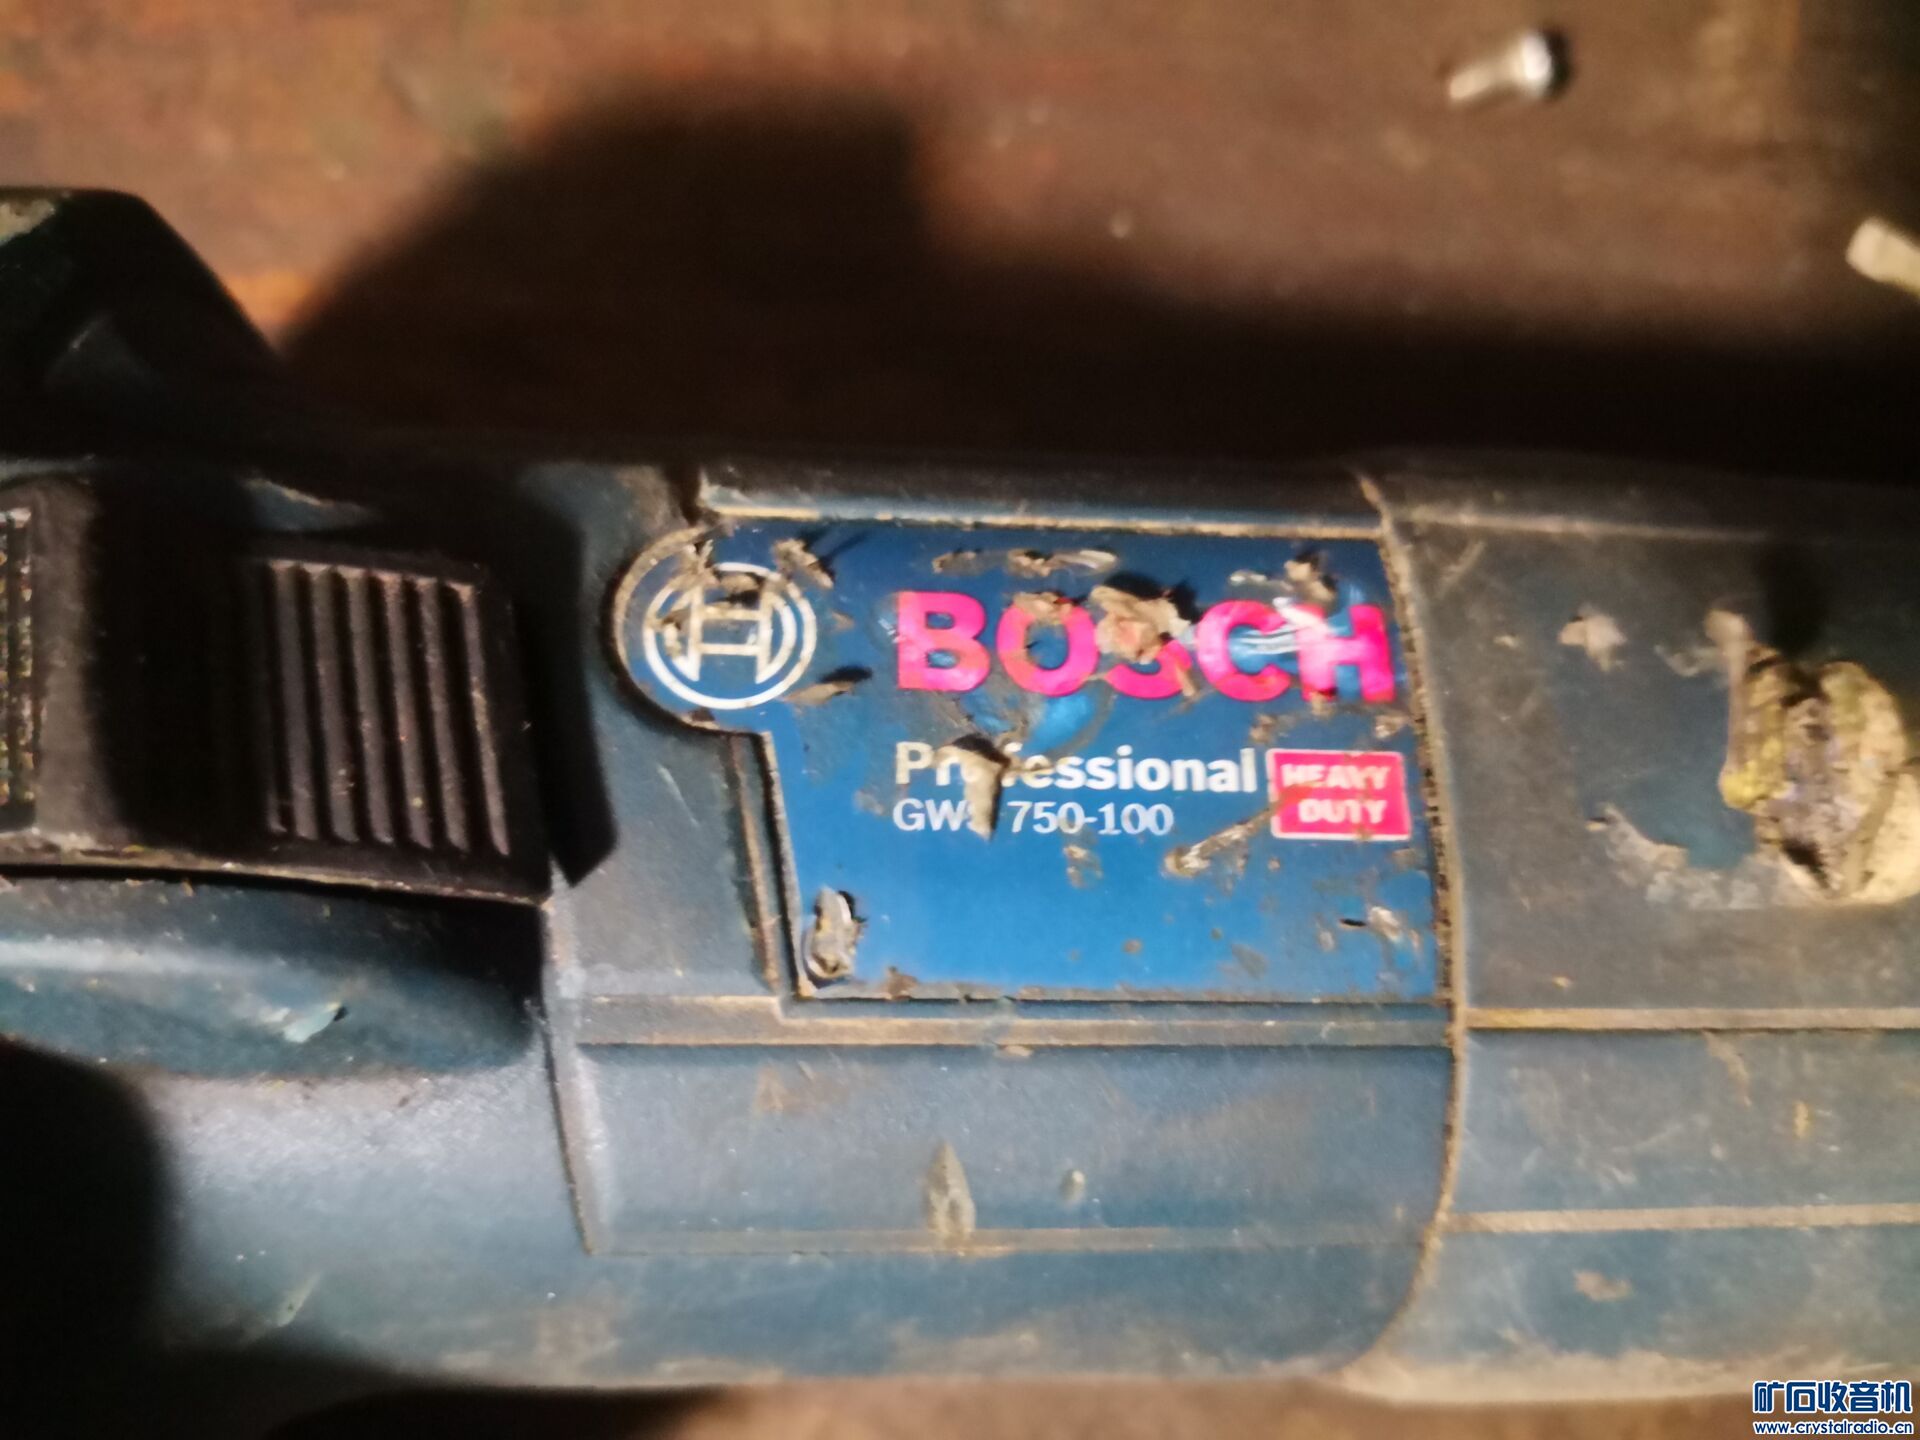 BOSCH
Professional
HEAVY
DUTY
GWS 750-100
矿石收音机
www.crystalradio.cn